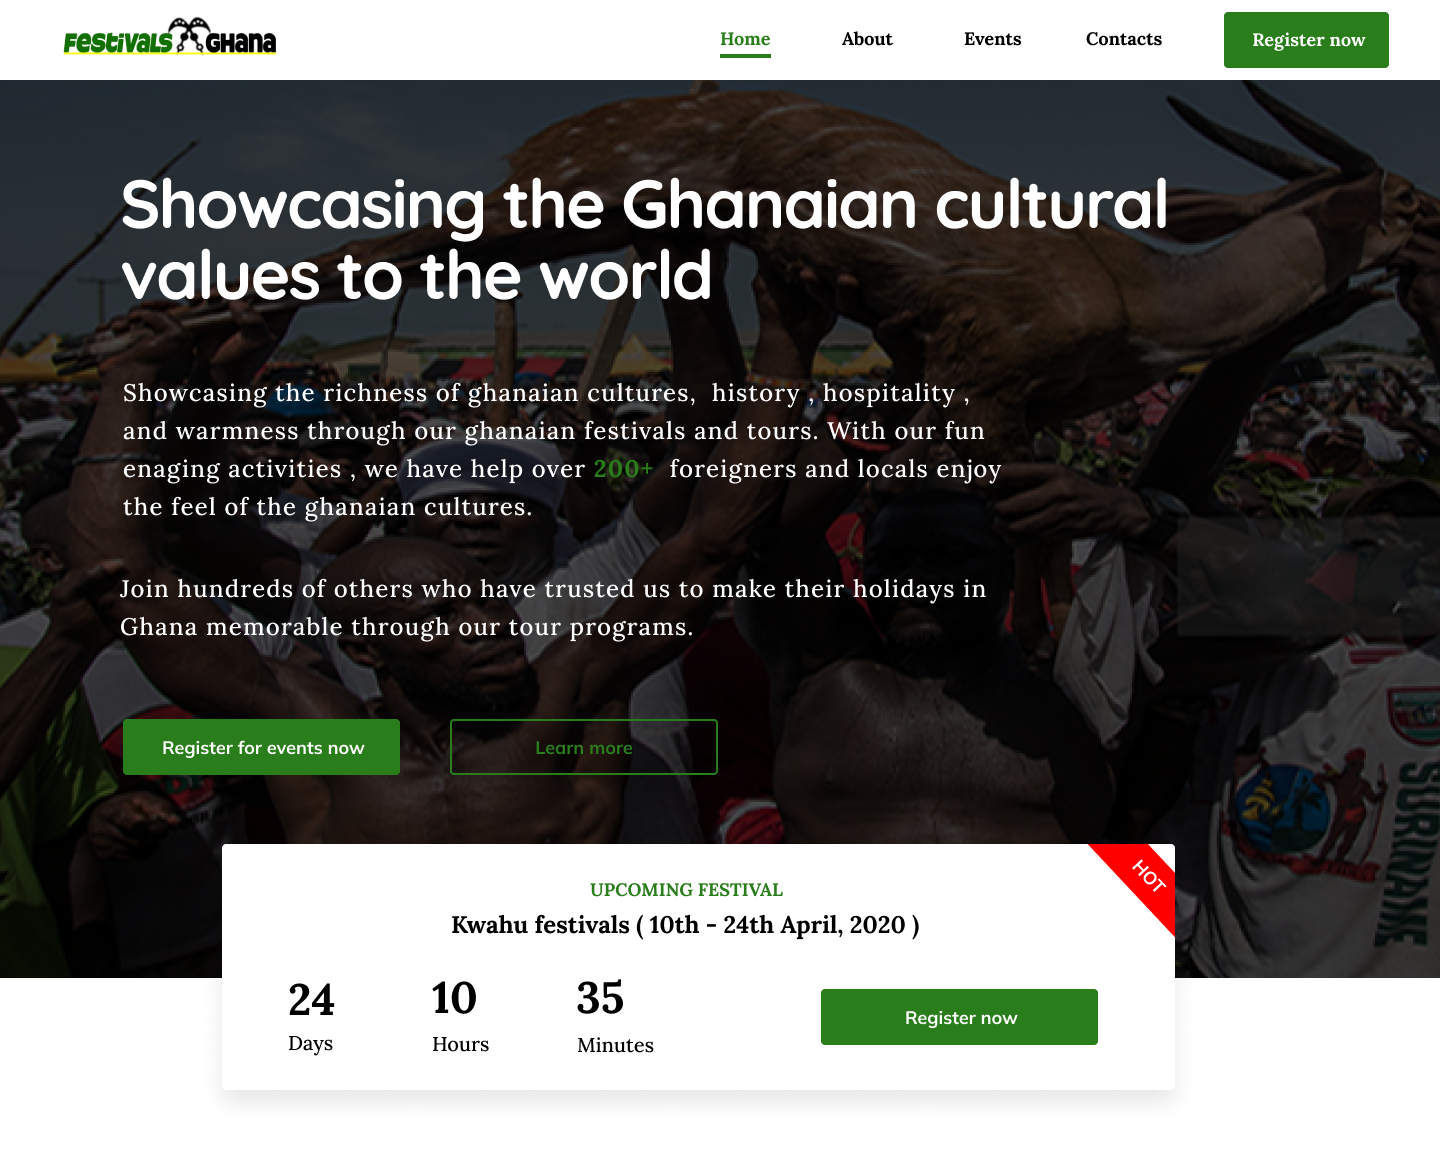 Festivals Ghana
Home About Events Contacts Register now
Showcasing the Ghanaian cultural
values to the world
Showcasing the richness of ghanaian cultures, history , hospitality ,
and warmness through our ghanaian festivals and tours. With our fun
enaging activities , we have help over 200+ foreigners and locals enjoy
the feel of the ghanaian cultures.
Join hundreds of others who have trusted us to make their holidays in
Ghana memorable through our tour programs.
Register for events now Learn more
SURINAME
HOT
UPCOMING FESTIVAL
Kwahu festivals ( 10th - 24th April, 2020 )
24 10 35
Days Hours Minutes
Register now